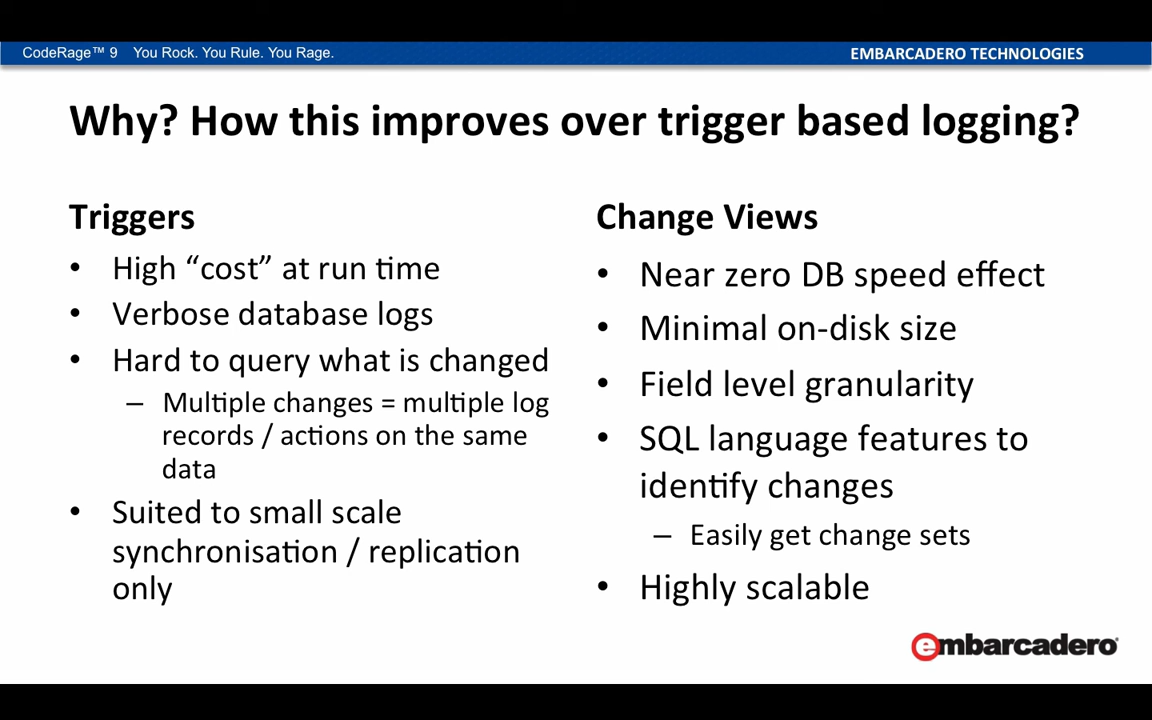 CodeRage™ 9 You Rock. You Rule. You Rage.
EMBARCADERO TECHNOLOGIES
Why? How this improves over trigger based logging?
Triggers
• High “cost” at run time
• Verbose database logs
• Hard to query what is changed
– Multiple changes = multiple log
records / actions on the same
data
• Suited to small scale
synchronisation / replication
only
Change Views
• Near zero DB speed effect
• Minimal on-disk size
• Field level granularity
• SQL language features to
identify changes
– Easily get change sets
• Highly scalable
embarcadero®